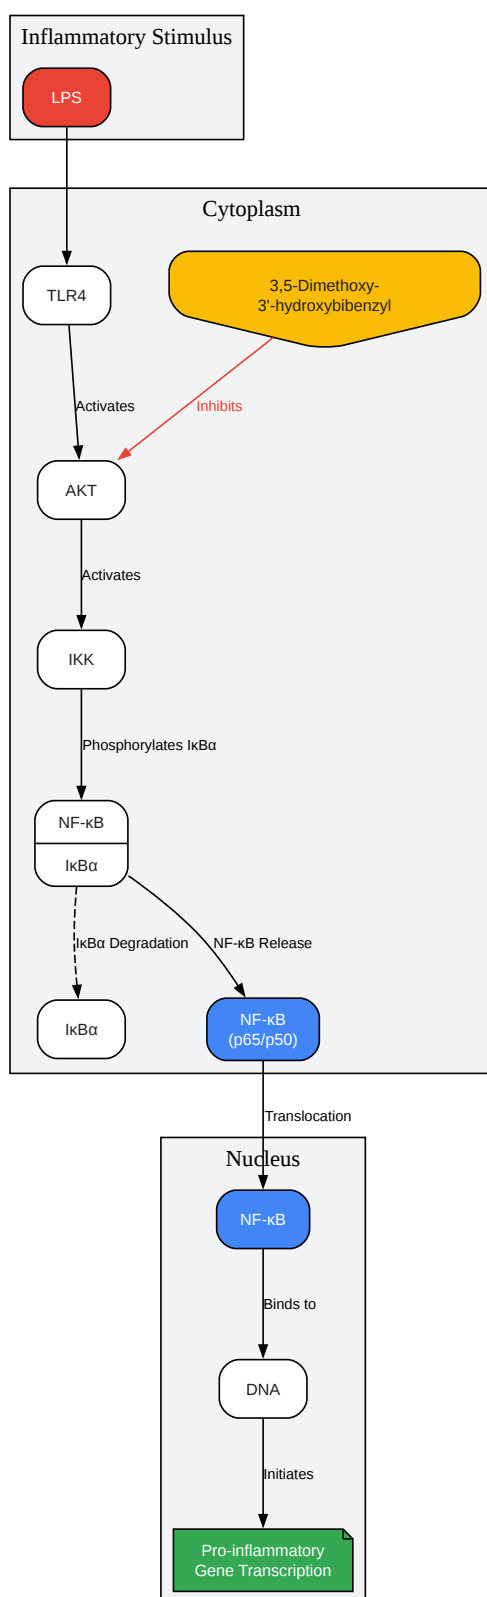 Inflammatory Stimulus
LPS
Cytoplasm
3,5-Dimethoxy-
3'-hydroxybibenzyl
TLR4
Activates
Inhibits
AKT
Activates
IKK
Phosphorylates IκBα
NF-κB
IκBα
IκBα Degradation
NF-κB Release
IκBα
NF-κB
(p65/p50)
Translocation
Nucleus
NF-κB
Binds to
DNA
Initiates
Pro-inflammatory
Gene Transcription